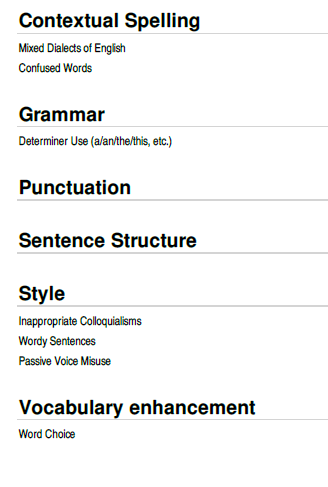 Contextual Spelling
Mixed Dialects of English
Confused Words
Grammar
Determiner Use (a/an/the/this, etc.)
Punctuation
Sentence Structure
Style
Inappropriate Colloquialisms
Wordy Sentences
Passive Voice Misuse
Vocabulary enhancement
Word Choice